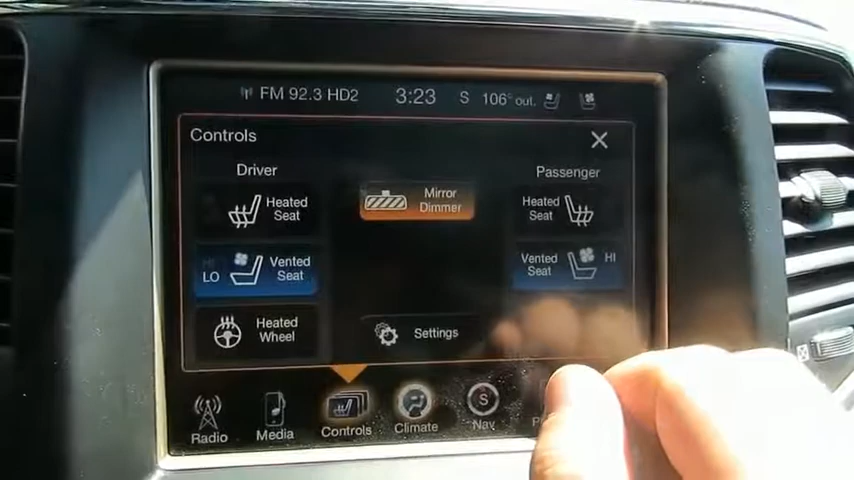 FM 92.3 HD2 3:23 S 106° out.
Controls X
Driver
Passenger
Heated Seat
Mirror Dimmer
Heated Seat
HI LO Vented Seat
Vented Seat HI
Heated Wheel
Settings
Radio Media Controls Climate S Nav